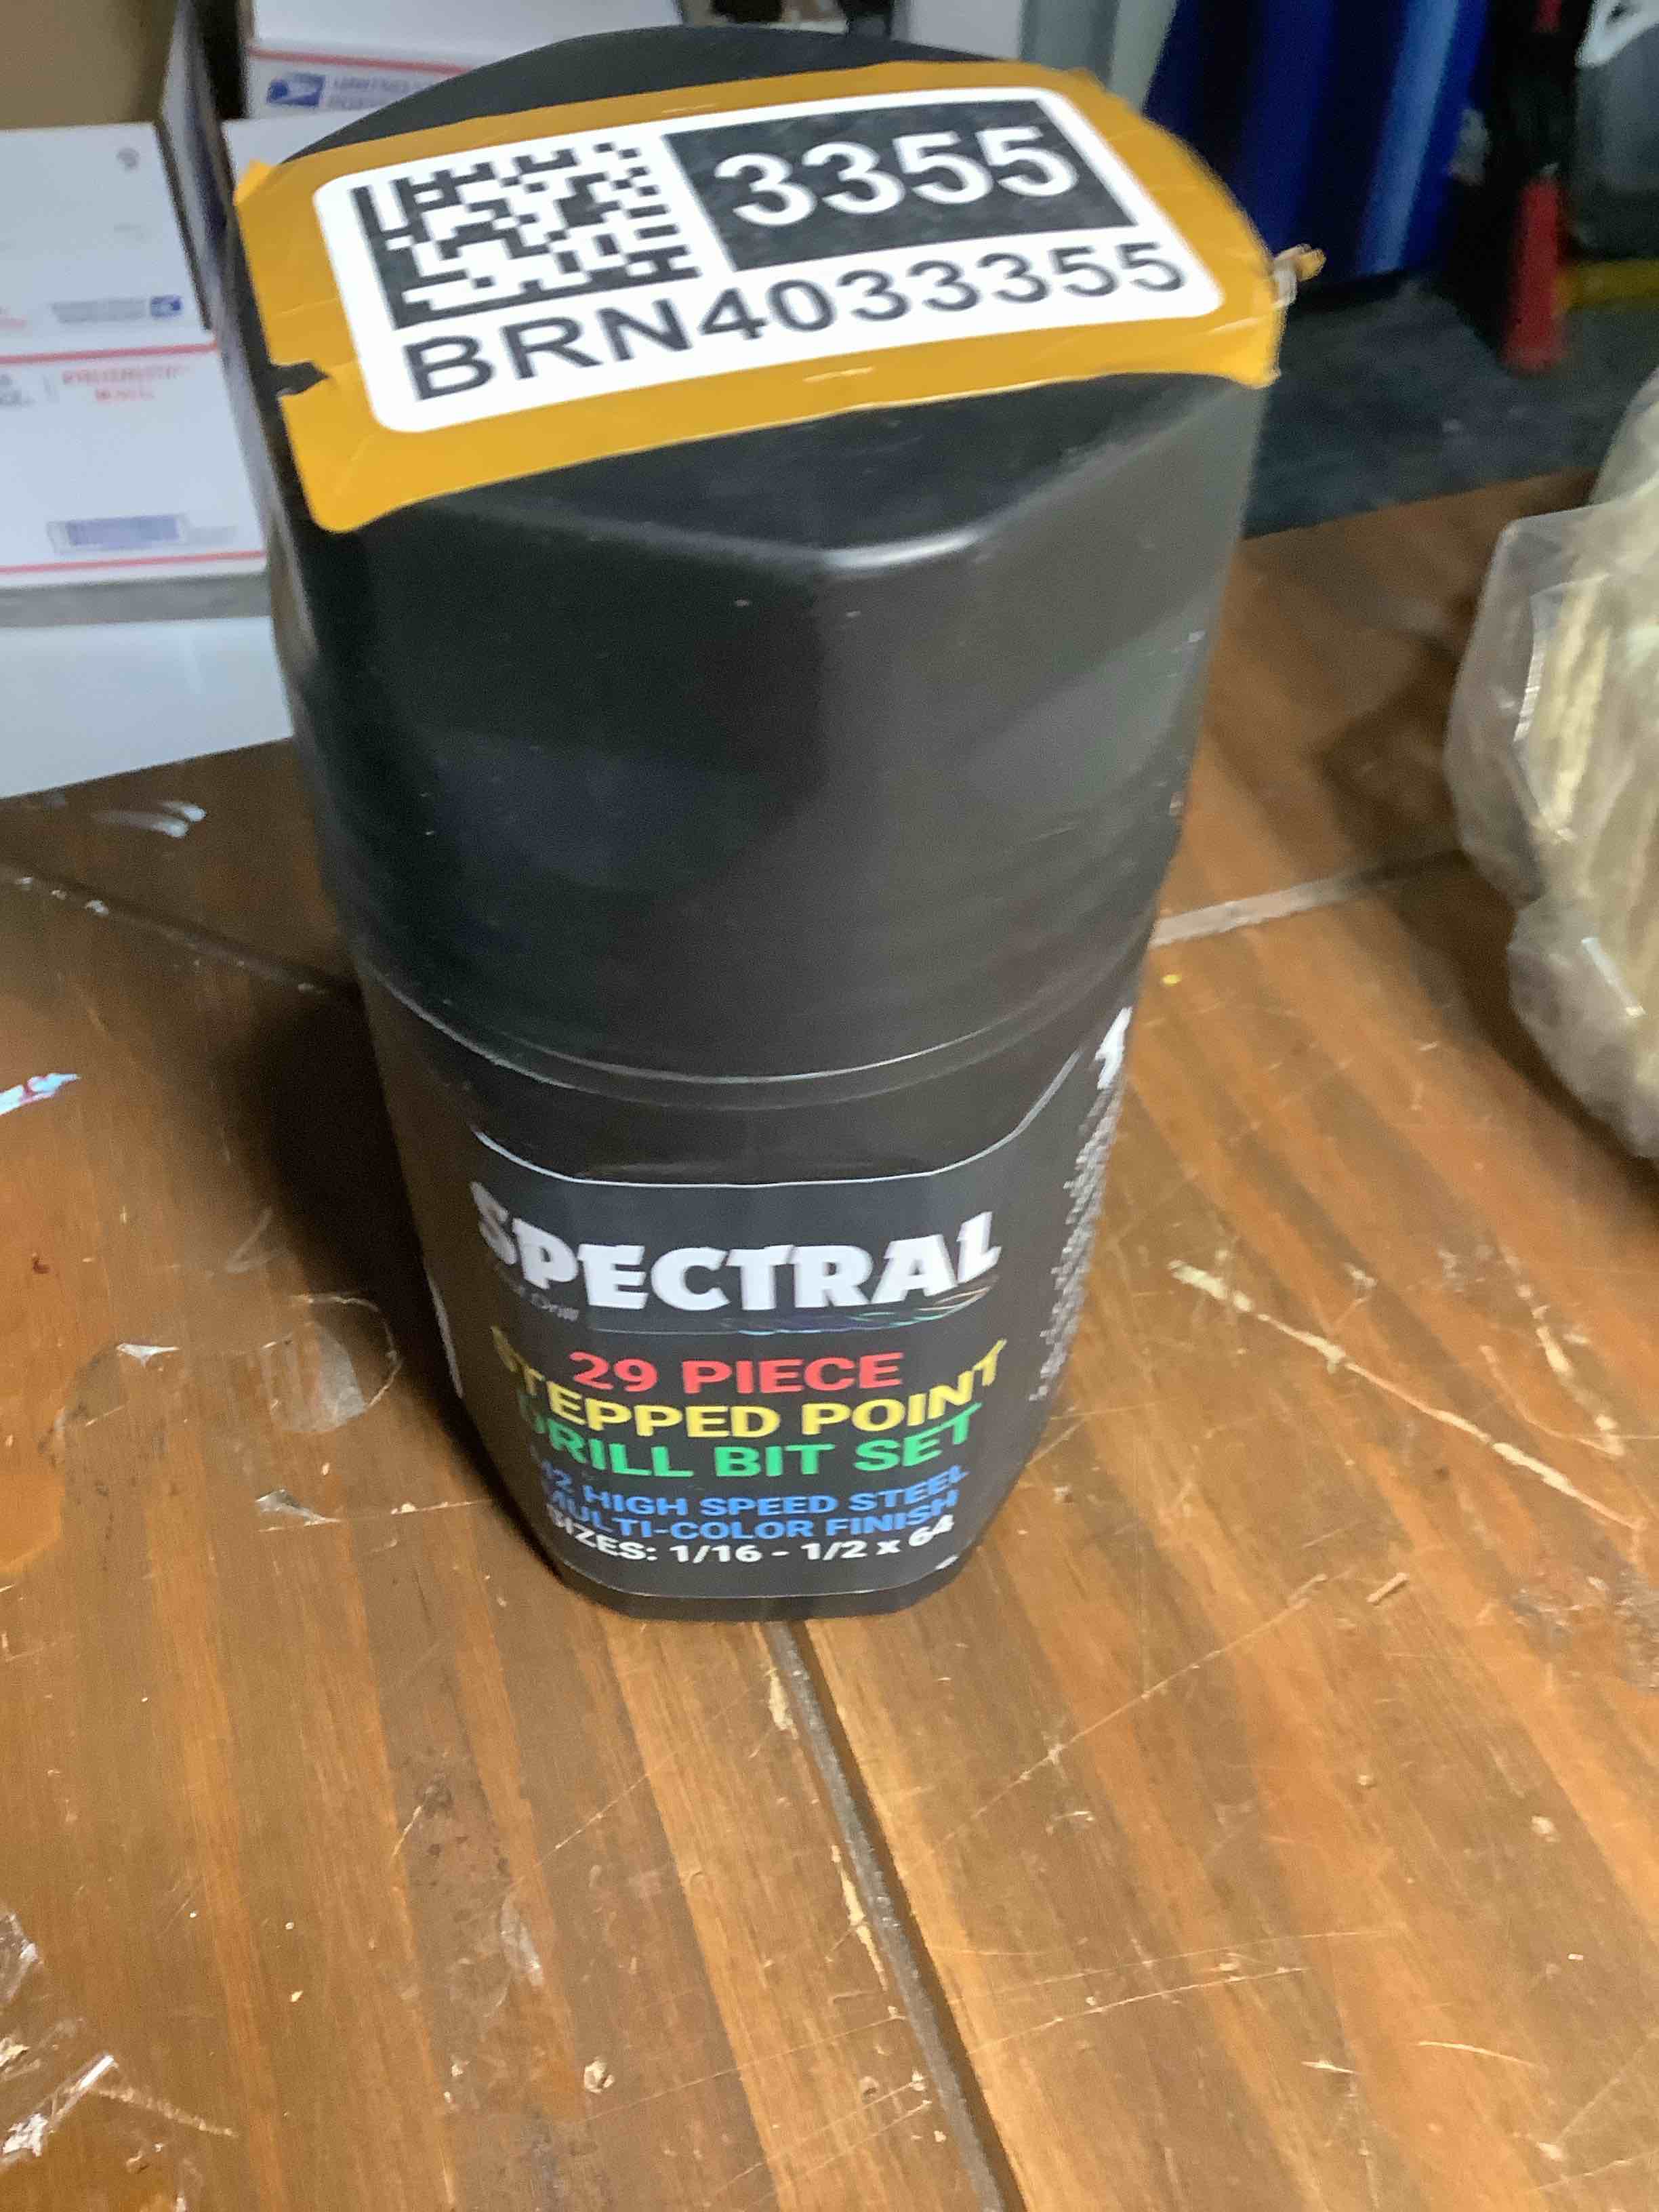 3355
BRN4033355
SPECTRAL
29 PIECE
STEPPED POINT
DRILL BIT SET
HIGH SPEED STEEL
MULTI-COLOR FINISH
SIZES: 1/16 - 1/2 x 64